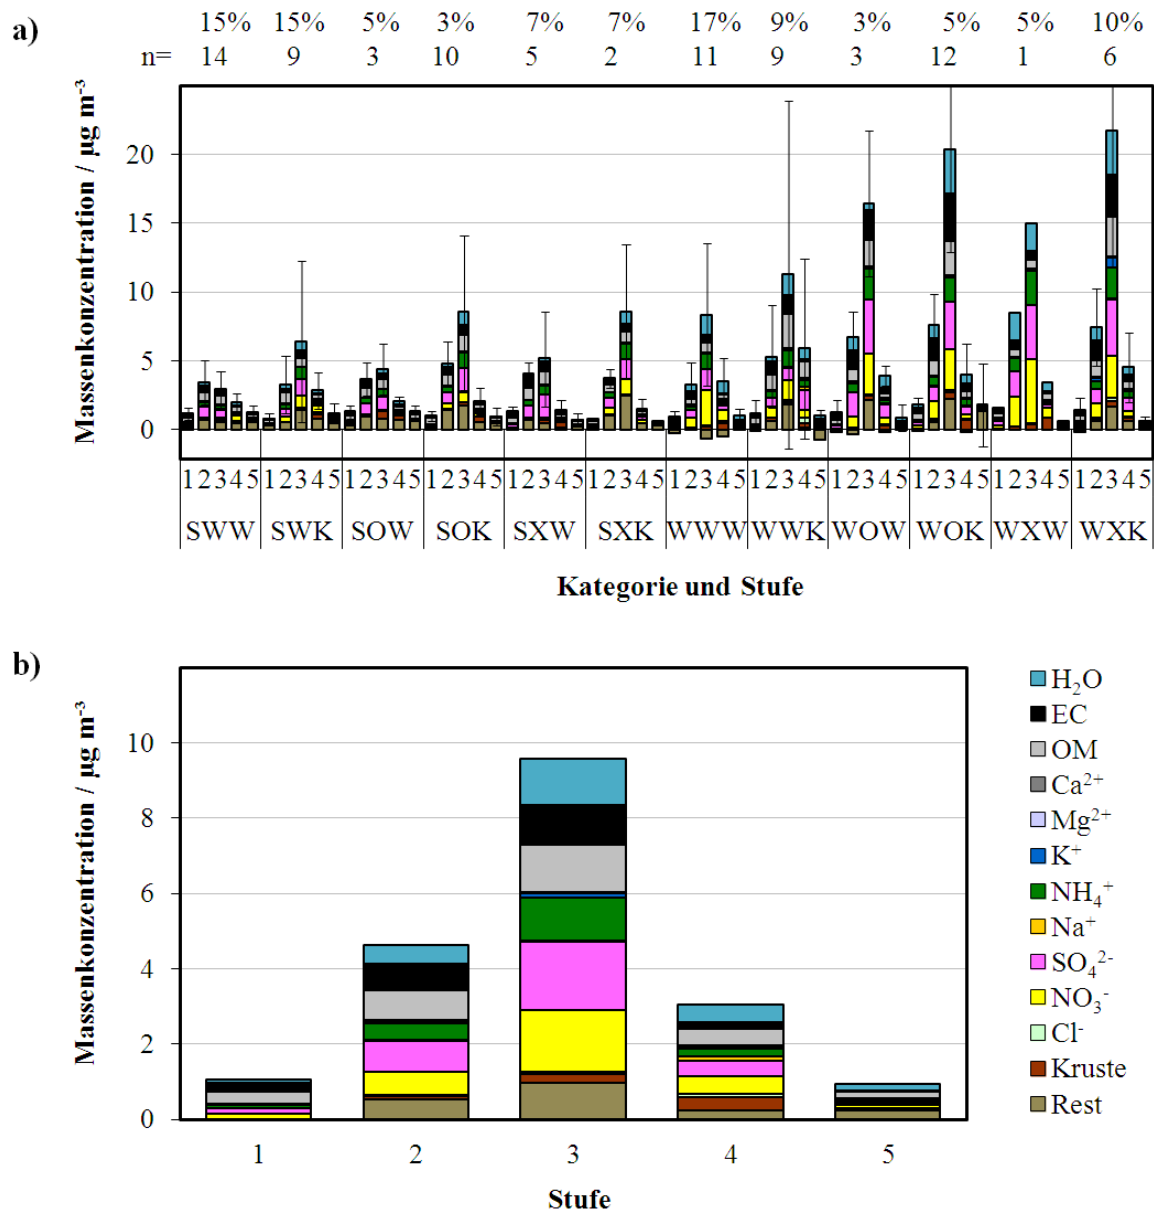 a)
15% 15% 5% 3% 7% 7% 17% 9% 3% 5% 5% 10%
n= 14 9 3 10 5 2 11 9 3 12 1 6
Massenkonzentration / µg m⁻³
20
15
10
5
0
12345 12345 12345 12345 12345 12345 12345 12345 12345 12345 12345 12345
SWW SWK SOW SOK SXW SXK WWW WWK WOW WOK WXW WXK
Kategorie und Stufe
b)
Masssenkonzentration / µg m⁻³
10
8
6
4
2
0
1 2 3 4 5
Stufe
H₂O
EC
OM
Ca²⁺
Mg²⁺
K⁺
NH₄⁺
Na⁺
SO₄²⁻
NO₃⁻
Cl⁻
Kruste
Rest